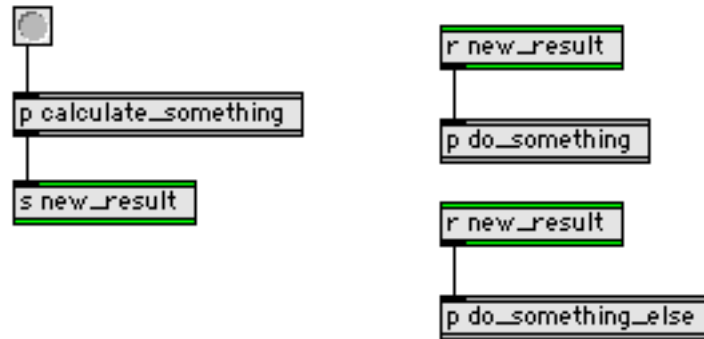 p calculate_something
s new_result
r new_result
p do_something
r new_result
p do_something_else